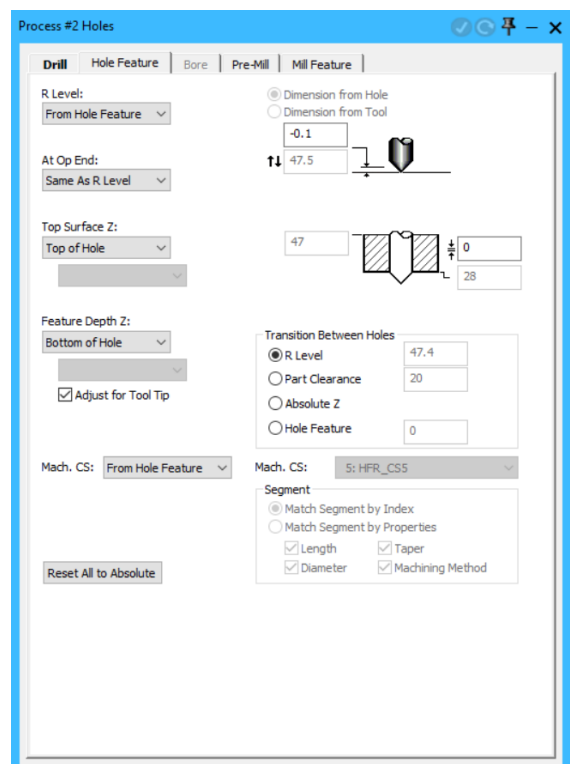 Process #2 Holes
Drill Hole Feature Bore Pre-Mill Mill Feature
R Level:
From Hole Feature
Dimension from Hole
Dimension from Tool
-0.1
47.5
At Op End:
Same As R Level
Top Surface Z:
Top of Hole
47
0
28
Feature Depth Z:
Bottom of Hole
Adjust for Tool Tip
Transition Between Holes
R Level 47.4
Part Clearance 20
Absolute Z
Hole Feature 0
Mach. CS: From Hole Feature Mach. CS: 5: HFR_CS5
Segment
Match Segment by Index
Match Segment by Properties
Length Taper
Diameter Machining Method
Reset All to Absolute